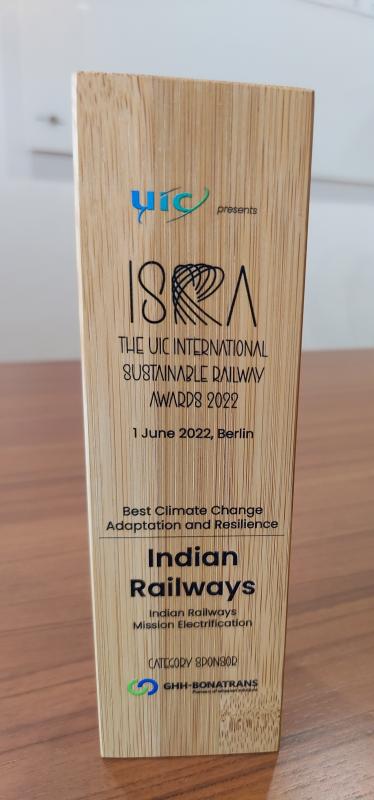 uic presents
ISRA
THE UIC INTERNATIONAL
SUSTAINABLE RAILWAY
AWARDS 2022
1 June 2022, Berlin
Best Climate Change
Adaptation and Resilience
Indian
Railways
Indian Railways
Mission Electrification
CATEGORY SPONSOR
GHH-BONATRANS